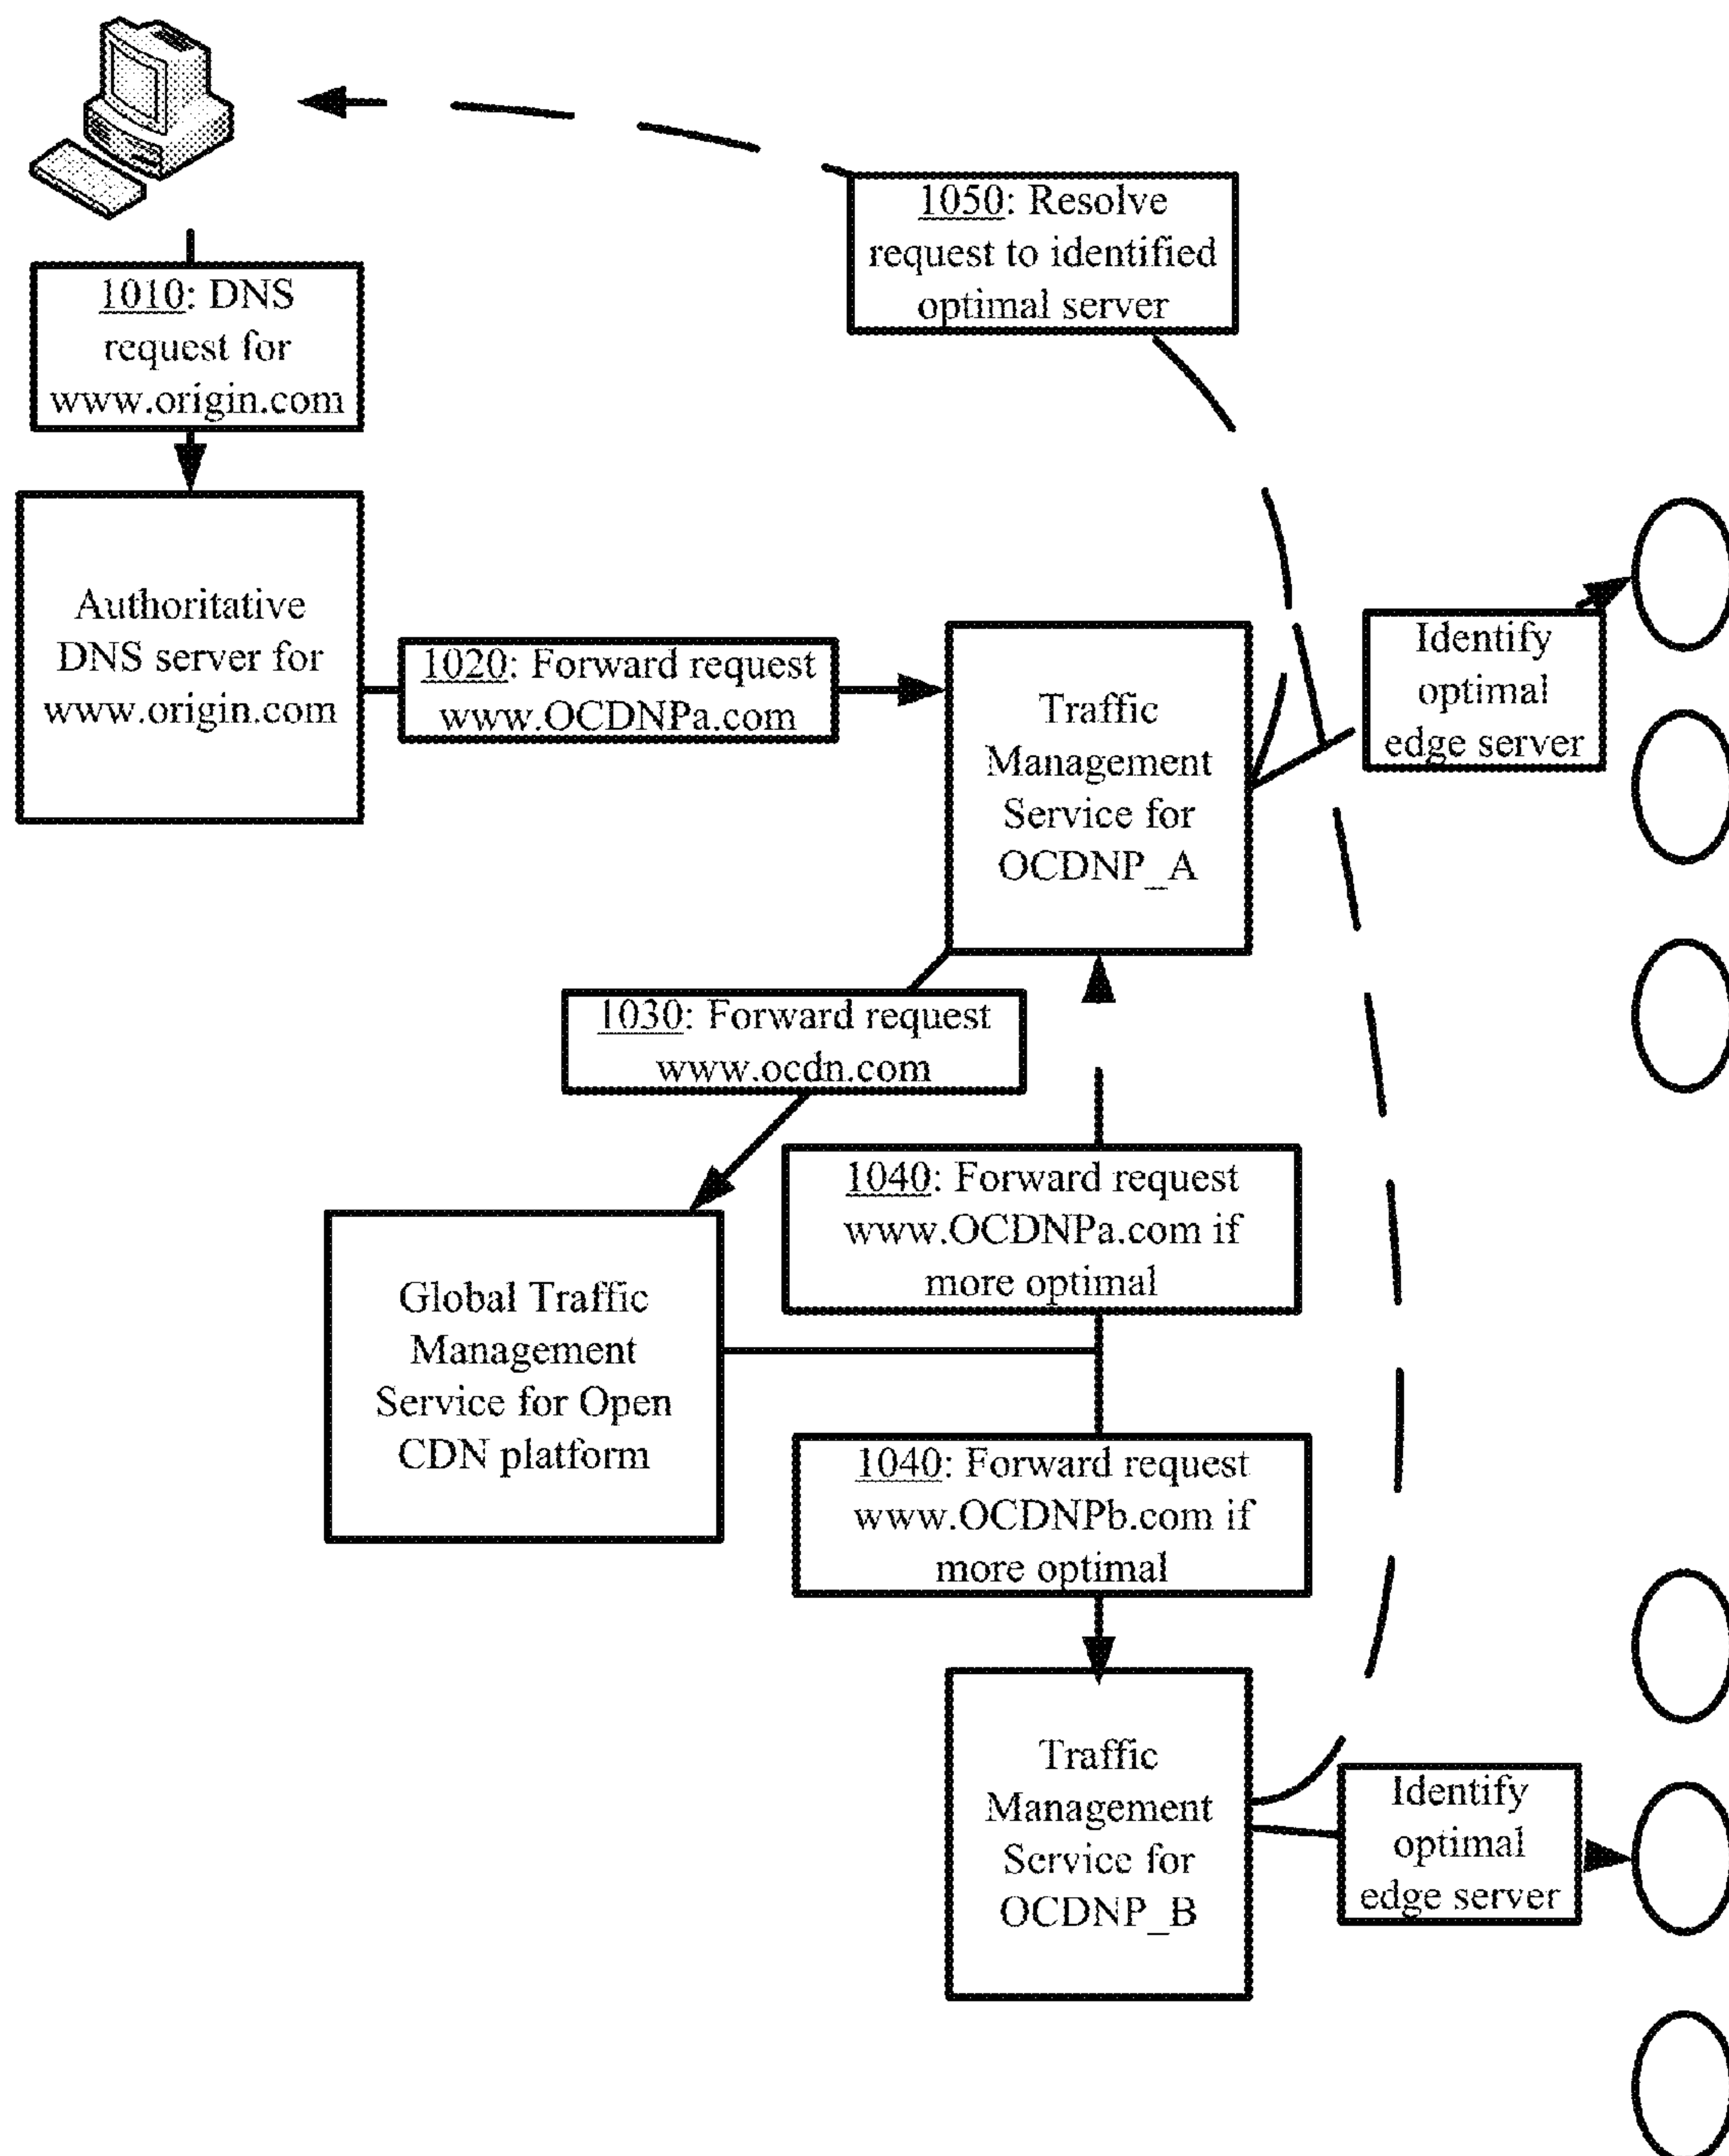 1050: Resolve
request to identified
optimal server
1010: DNS
request for
www.origin.com
Authoritative
DNS server for
www.origin.com
1020: Forward request
www.OCDNPa.com
Traffic
Management
Service for
OCDNP_A
Identify
optimal
edge server
1030: Forward request
www.ocdn.com
1040: Forward request
www.OCDNPa.com if
more optimal
Global Traffic
Management
Service for Open
CDN platform
1040: Forward request
www.OCDNPb.com if
more optimal
Traffic
Management
Service for
OCDNP_B
Identify
optimal
edge server